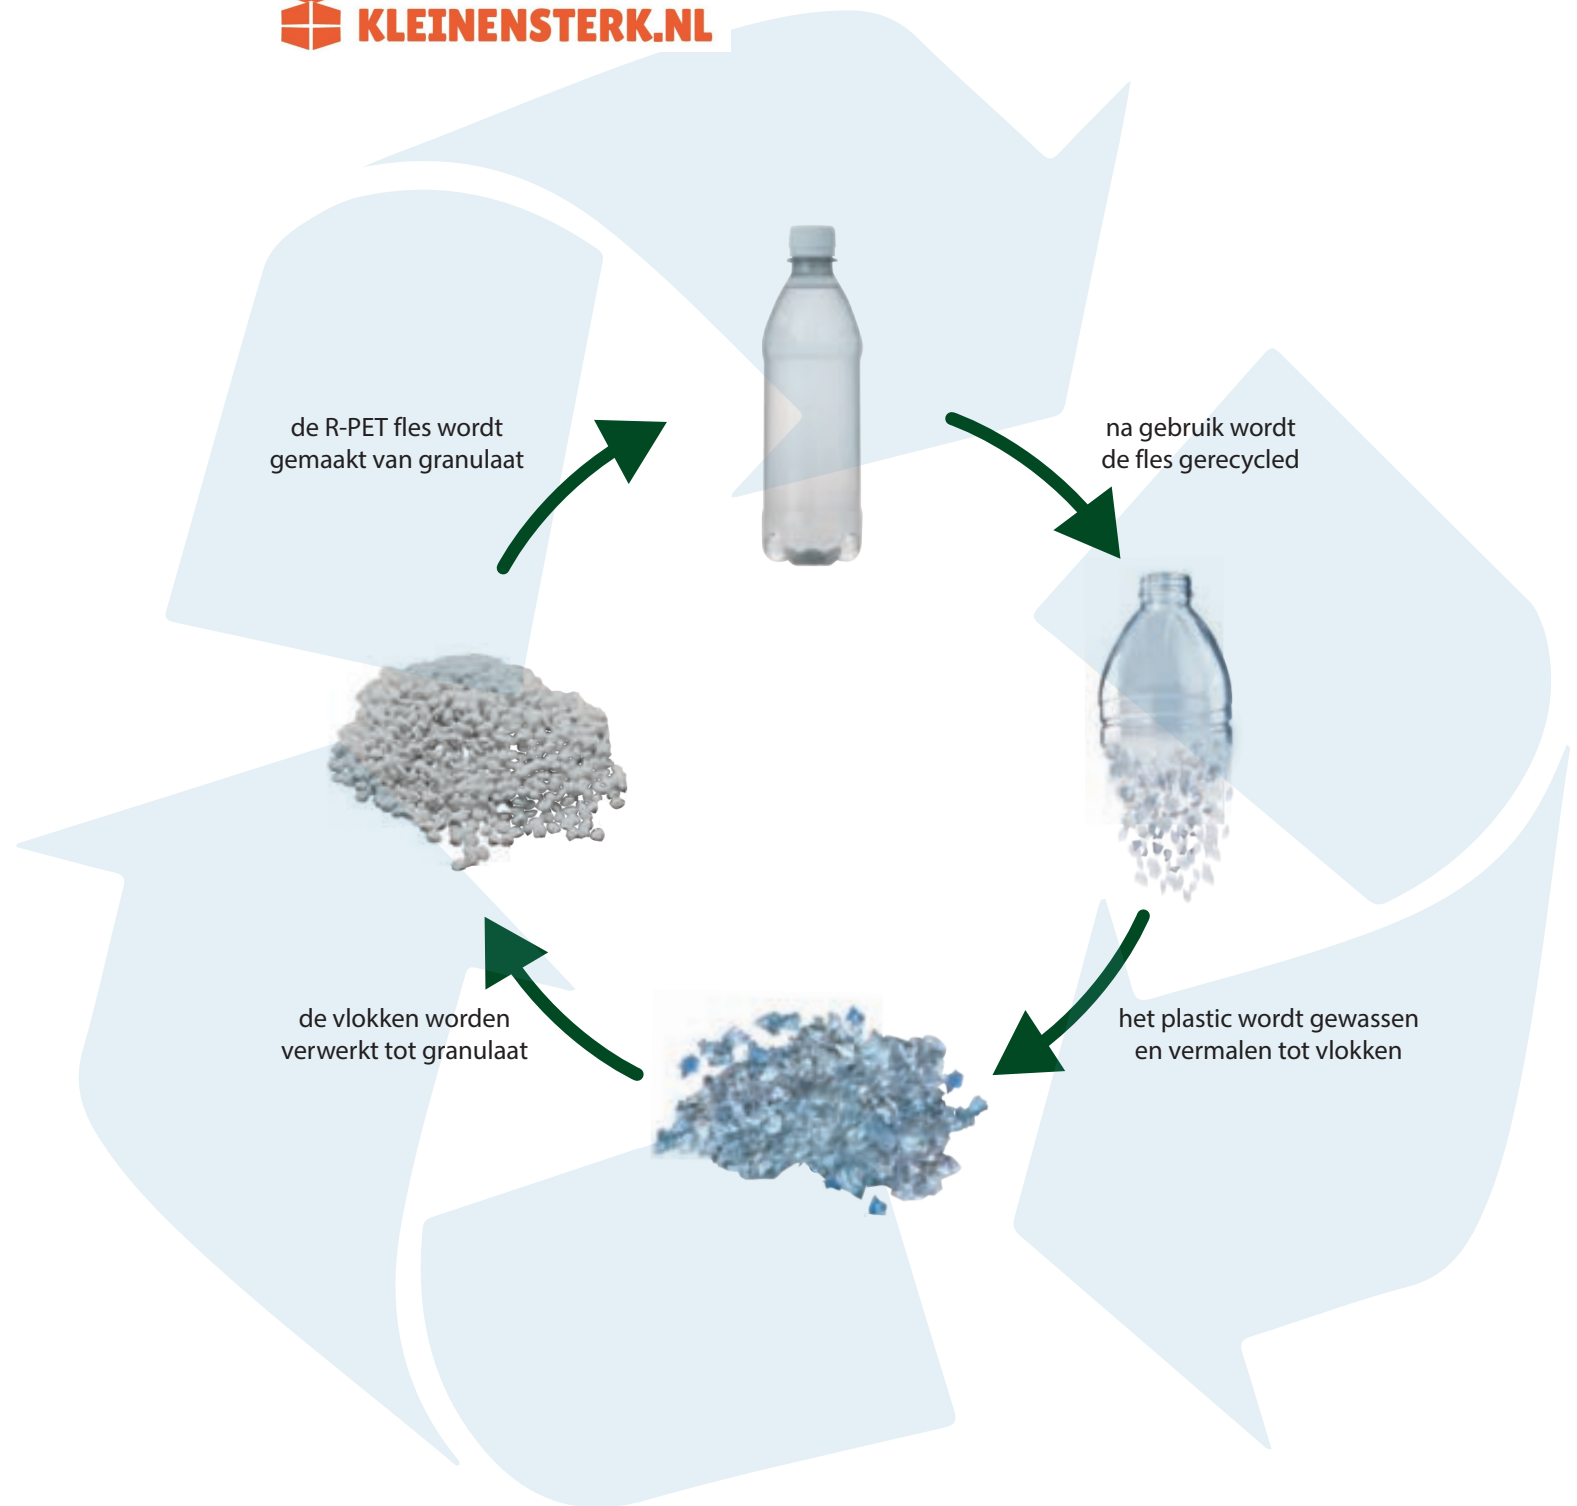 KLEINENSTERK.NL
de R-PET fles wordt
gemaakt van granulaat
na gebruik wordt
de fles gerecycled
de vlokken worden
verwerkt tot granulaat
het plastic wordt gewassen
en vermalen tot vlokken